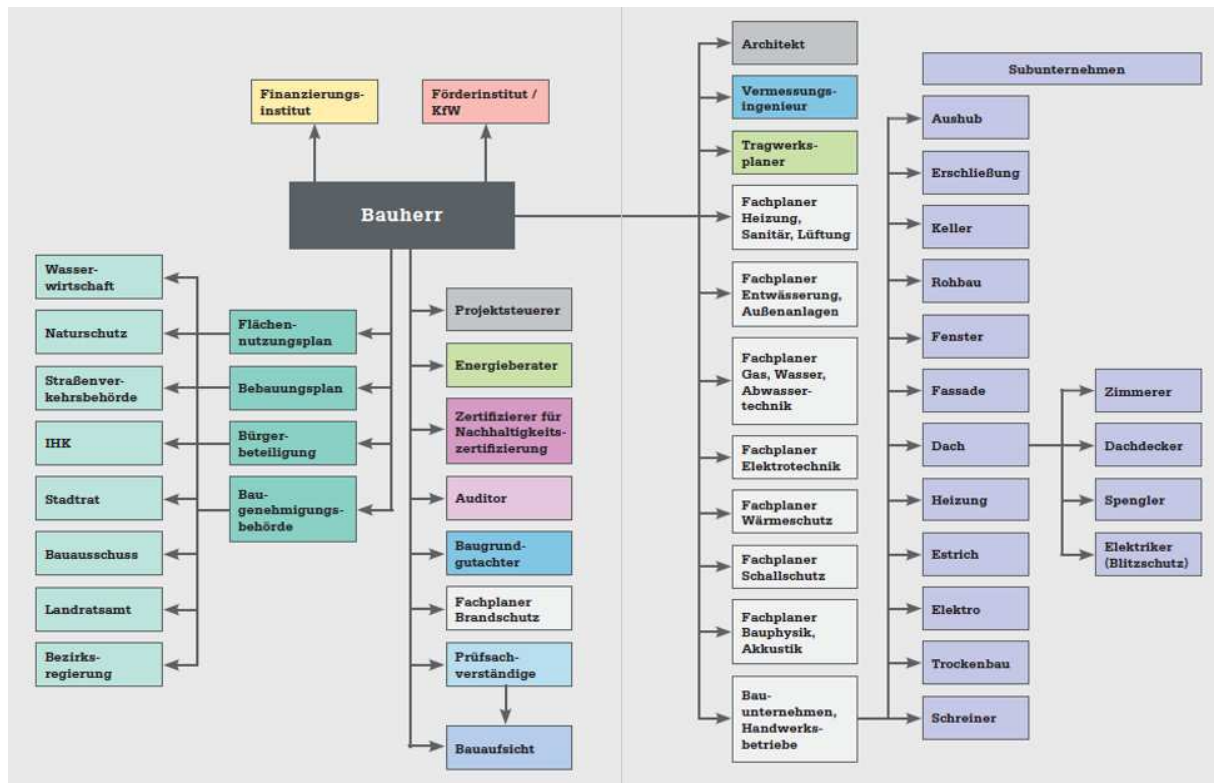 Finanzierungs-
institut
Förderinstitut /
KfW
Bauherr
Wasser-
wirtschaft
Naturschutz
Straßenver-
kehrsbehörde
IHK
Stadtrat
Bauausschuss
Landratsamt
Bezirks-
regierung
Flächen-
nutzungsplan
Bebauungsplan
Bürger-
beteiligung
Bau-
genehmigungs-
behörde
Projektsteuerer
Energieberater
Zertifizierer für
Nachhaltigkeits-
zertifizierung
Auditor
Baugrund-
gutachter
Fachplaner
Brandschutz
Prüfsach-
verständige
Bauaufsicht
Architekt
Vermessungs-
ingenieur
Tragwerks-
planer
Fachplaner
Heizung,
Sanitär, Lüftung
Fachplaner
Entwässerung,
Außenanlagen
Fachplaner
Gas, Wasser,
Abwasser-
technik
Fachplaner
Elektrotechnik
Fachplaner
Wärmeschutz
Fachplaner
Schallschutz
Fachplaner
Bauphysik,
Akkustik
Bau-
unternehmen,
Handwerks-
betriebe
Subunternehmen
Aushub
Erschließung
Keller
Rohbau
Fenster
Fassade
Dach
Heizung
Estrich
Elektro
Trockenbau
Schreiner
Zimmerer
Dachdecker
Spengler
Elektriker
(Blitzschutz)